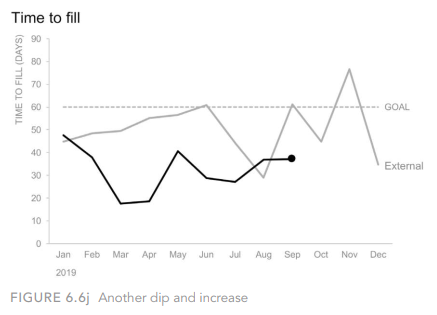 Time to fill
TIME TO FILL (DAYS)
90
80
70
60
50
40
30
20
10
0
GOAL
External
Jan Feb Mar Apr May Jun Jul Aug Sep Oct Nov Dec
2019
FIGURE 6.6j Another dip and increase